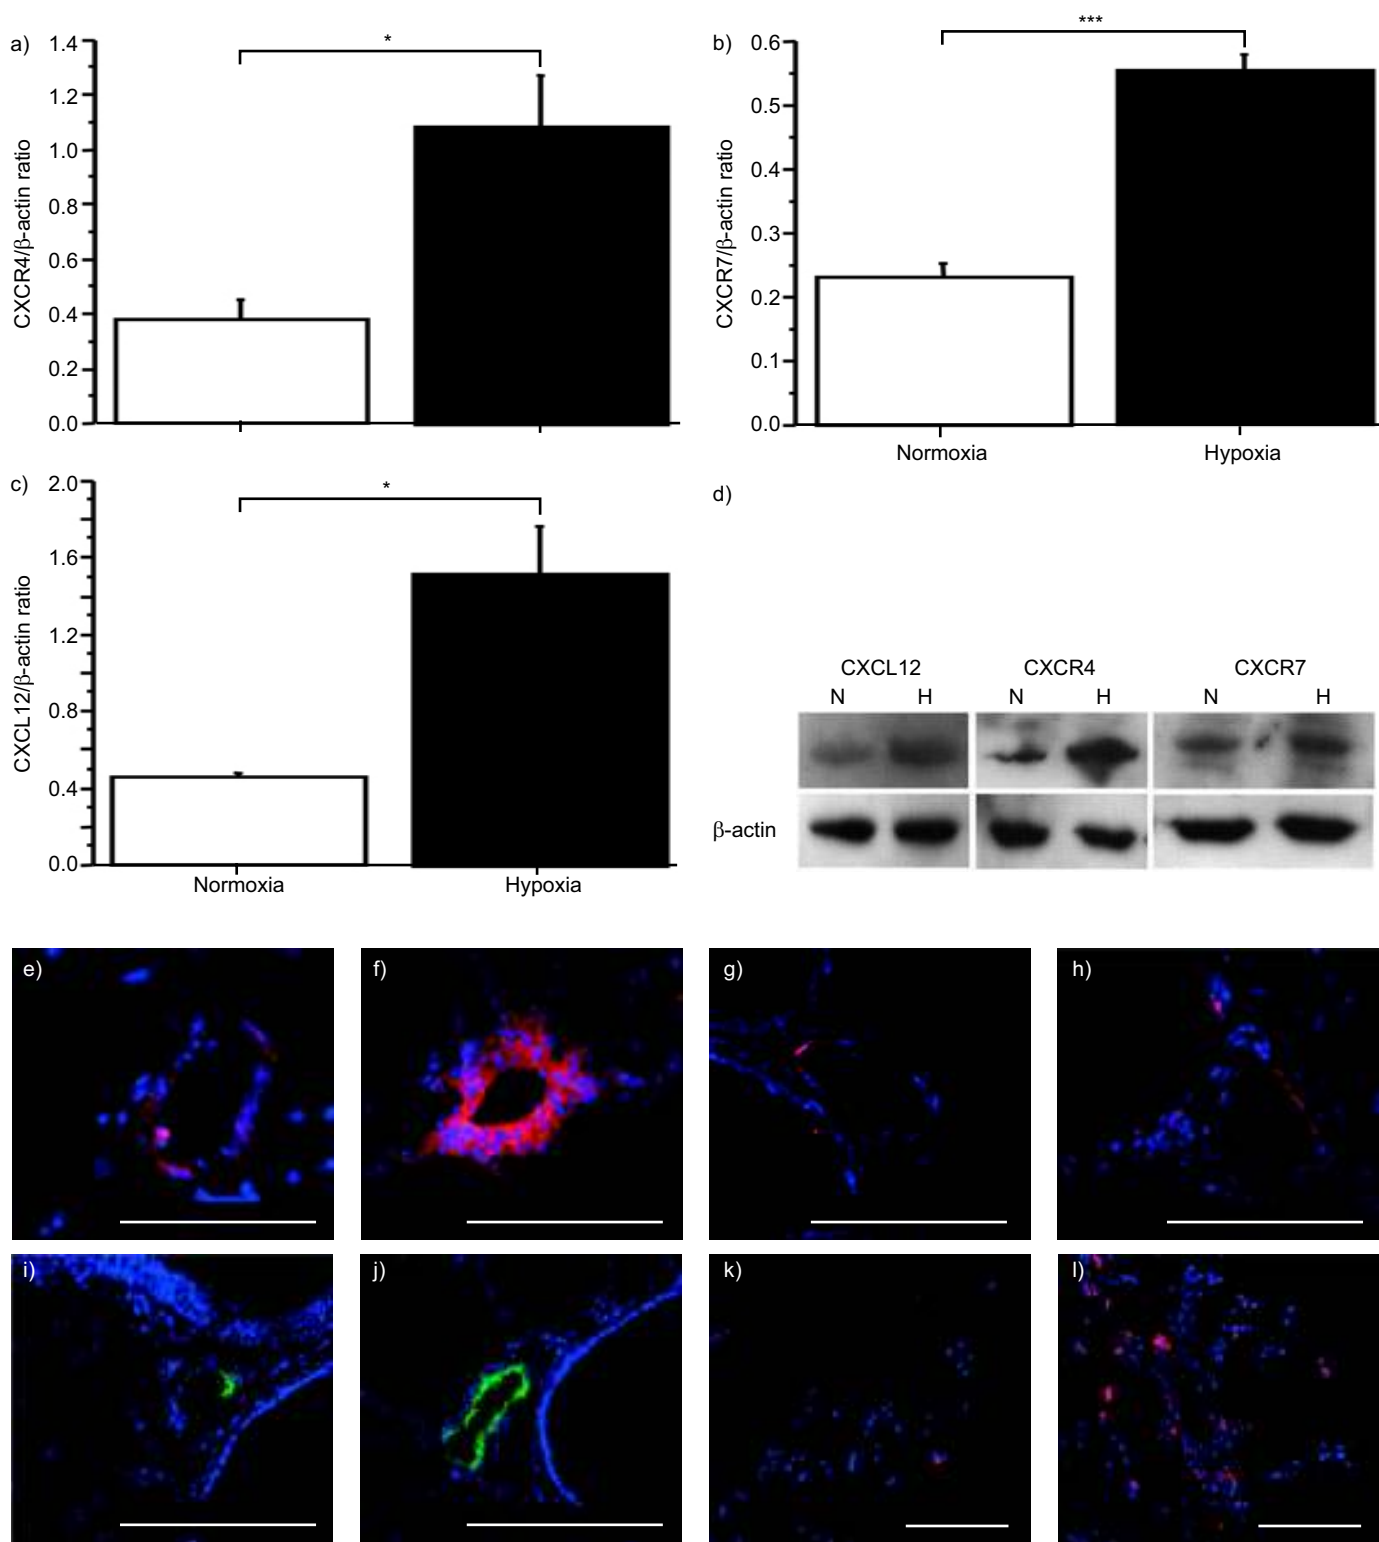 a)
*
1.4
1.2
1.0
0.8
0.6
0.4
0.2
0.0
CXCR4/β-actin ratio
b)
***
0.6
0.5
0.4
0.3
0.2
0.1
0.0
CXCR7/β-actin ratio
Normoxia Hypoxia
c)
*
2.0
1.6
1.2
0.8
0.4
0.0
CXCL12/β-actin ratio
Normoxia Hypoxia
d)
CXCL12 CXCR4 CXCR7
N H N H N H
β-actin
e) f) g) h)
i) j) k) l)